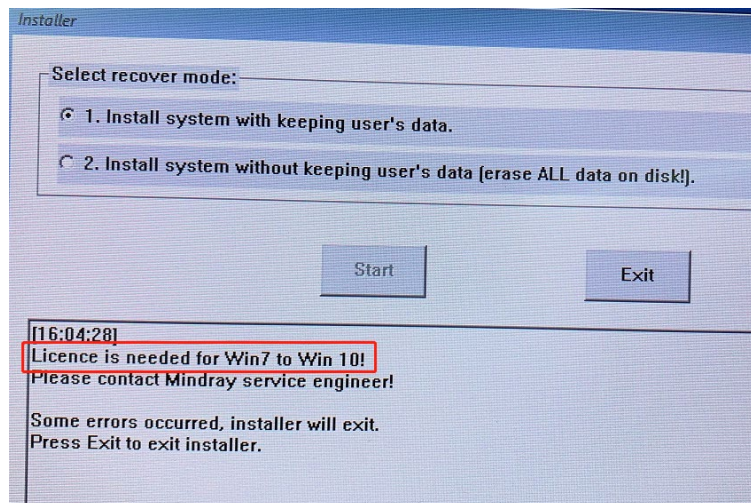 Installer
Select recover mode:
1. Install system with keeping user's data.
2. Install system without keeping user's data (erase ALL data on disk!).
Start
Exit
[16:04:28]
Licence is needed for Win7 to Win 10!
Please contact Mindray service engineer!
Some errors occurred, installer will exit.
Press Exit to exit installer.